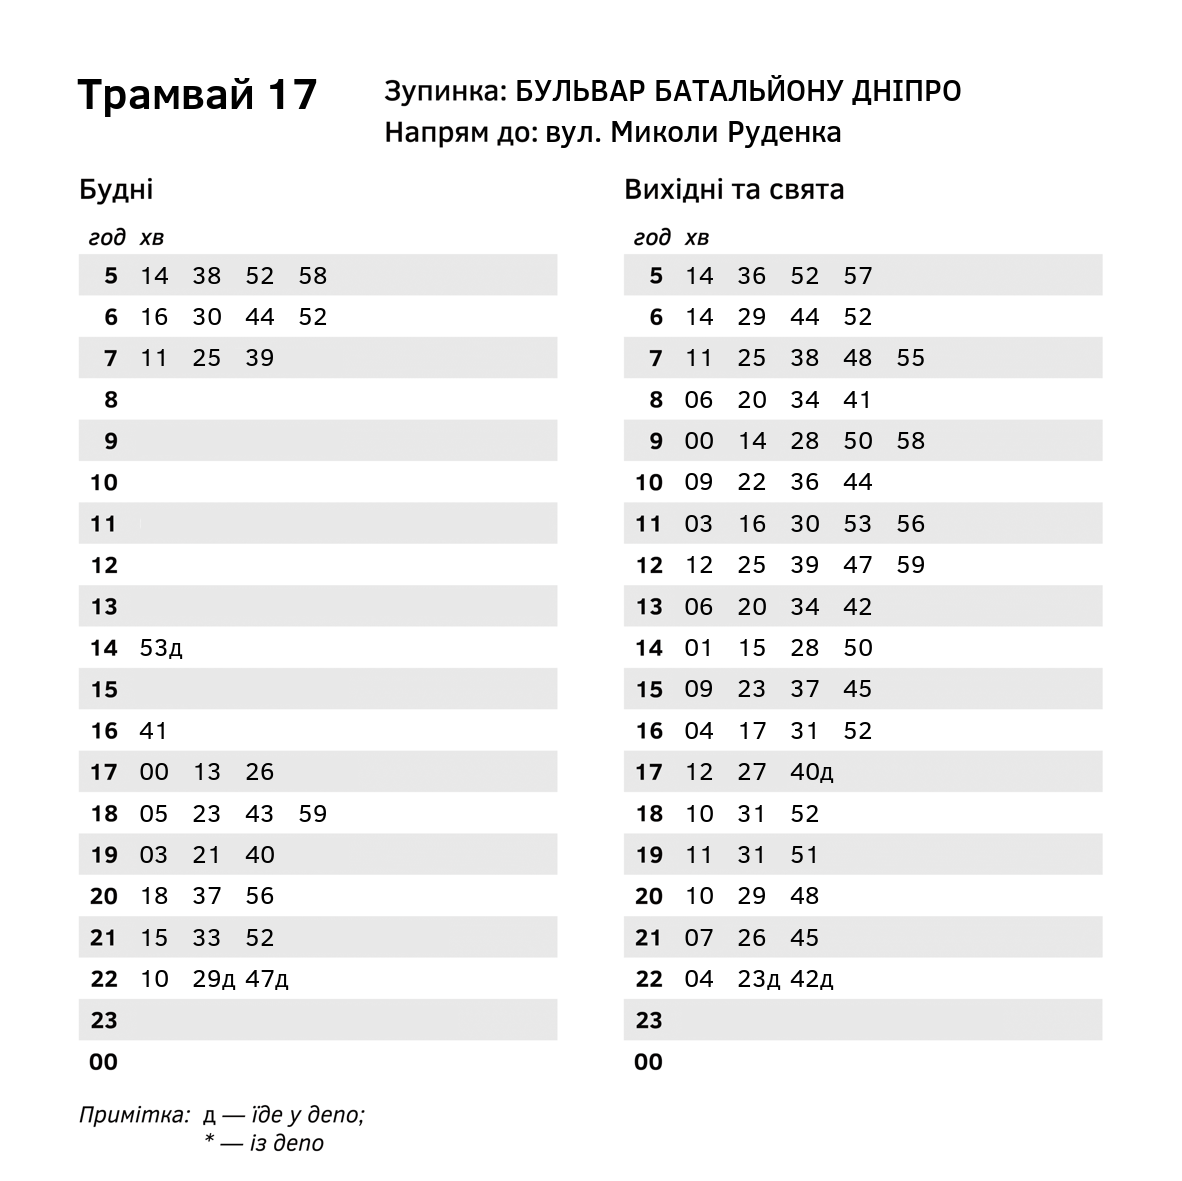 Трамвай 17
Зупинка: БУЛЬВАР БАТАЛЬЙОНУ ДНІПРО
Напрям до: вул. Миколи Руденка
Будні
год хв
5 14 38 52 58
6 16 30 44 52
7 11 25 39
8
9
10
11
12
13
14 53д
15
16 41
17 00 13 26
18 05 23 43 59
19 03 21 40
20 18 37 56
21 15 33 52
22 10 29д 47д
23
00
Вихідні та свята
год хв
5 14 36 52 57
6 14 29 44 52
7 11 25 38 48 55
8 06 20 34 41
9 00 14 28 50 58
10 09 22 36 44
11 03 16 30 53 56
12 12 25 39 47 59
13 06 20 34 42
14 01 15 28 50
15 09 23 37 45
16 04 17 31 52
17 12 27 40д
18 10 31 52
19 11 31 51
20 10 29 48
21 07 26 45
22 04 23д 42д
23
00
Примітка: д — їде у депо;
* — із депо